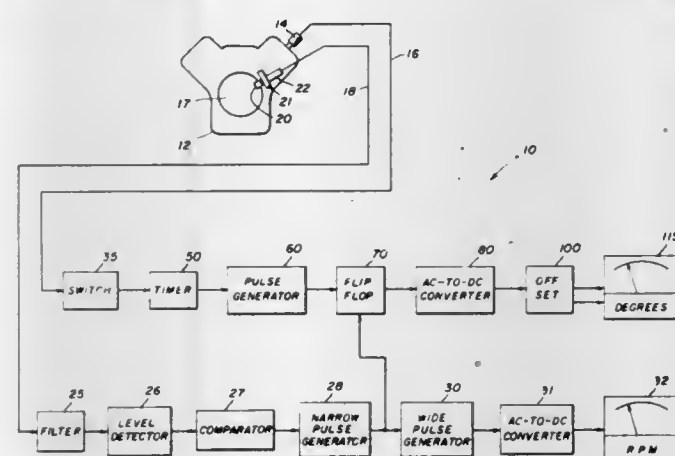 14
16
18
22
21
17
20
12
10
35
50
60
70
80
100
115
SWITCH
TIMER
PULSE GENERATOR
FLIP FLOP
AC-TO-DC CONVERTER
OFF SET
DEGREES
25
26
27
28
30
31
32
FILTER
LEVEL DETECTOR
COMPARATOR
NARROW PULSE GENERATOR
WIDE PULSE GENERATOR
AC-TO-DC CONVERTER
RPM